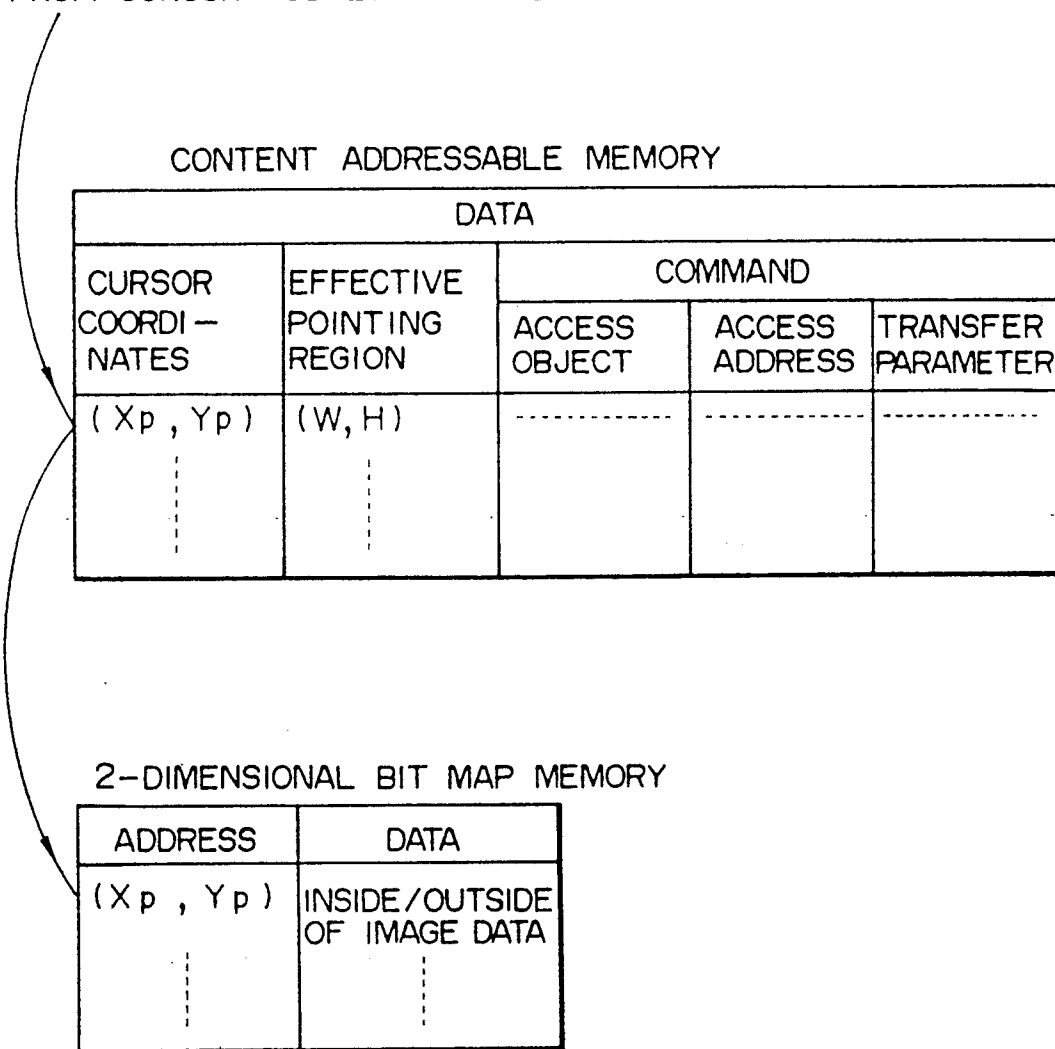 CONTENT ADDRESSABLE MEMORY
DATA
CURSOR
COORDI-
NATES
EFFECTIVE
POINTING
REGION
COMMAND
ACCESS
OBJECT
ACCESS
ADDRESS
TRANSFER
PARAMETER
(Xp, Yp)
(W, H)
2-DIMENSIONAL BIT MAP MEMORY
ADDRESS
DATA
(Xp, Yp)
INSIDE/OUTSIDE
OF IMAGE DATA